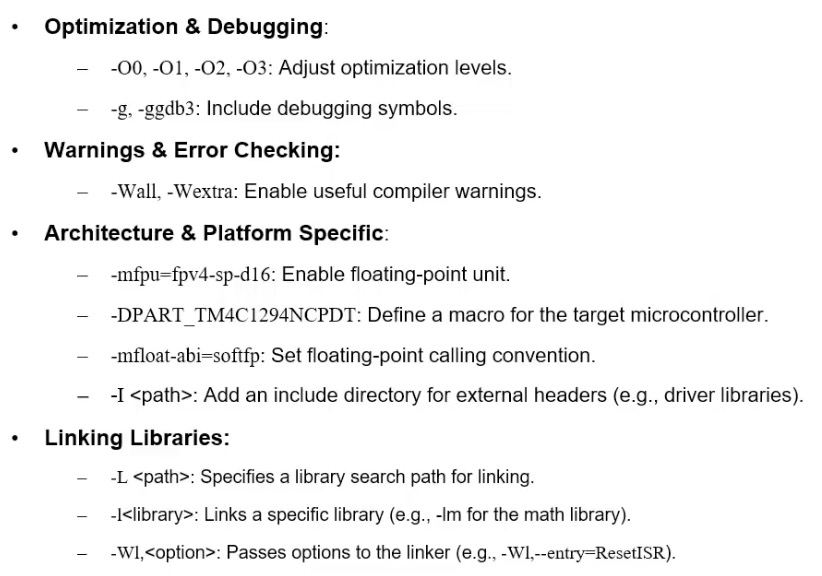 • Optimization & Debugging:
– -O0, -O1, -O2, -O3: Adjust optimization levels.
– -g, -ggdb3: Include debugging symbols.
• Warnings & Error Checking:
– -Wall, -Wextra: Enable useful compiler warnings.
• Architecture & Platform Specific:
– -mfpu=fpv4-sp-d16: Enable floating-point unit.
– -DPART_TM4C1294NCPDT: Define a macro for the target microcontroller.
– -mfloat-abi=softfp: Set floating-point calling convention.
– -I <path>: Add an include directory for external headers (e.g., driver libraries).
• Linking Libraries:
– -L <path>: Specifies a library search path for linking.
– -l<library>: Links a specific library (e.g., -lm for the math library).
– -Wl,<option>: Passes options to the linker (e.g., -Wl,--entry=ResetISR).